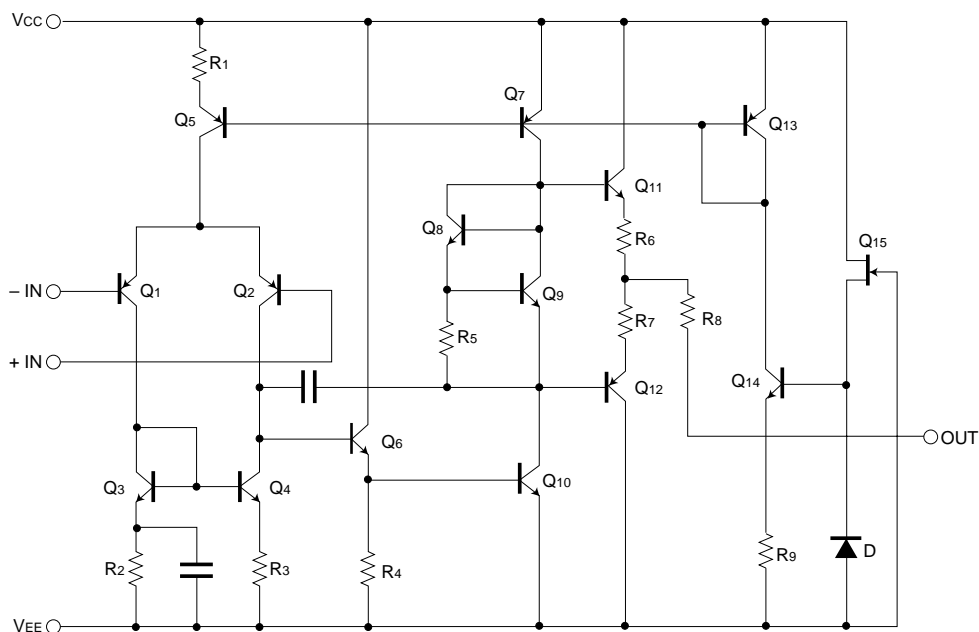 VCC
R1
Q7
Q5
Q13
Q11
Q8
R6
Q15
– IN
Q1
Q2
Q9
R7
R8
R5
+ IN
Q14
Q12
OUT
Q6
Q3
Q4
Q10
R2
R3
R4
R9
D
VEE